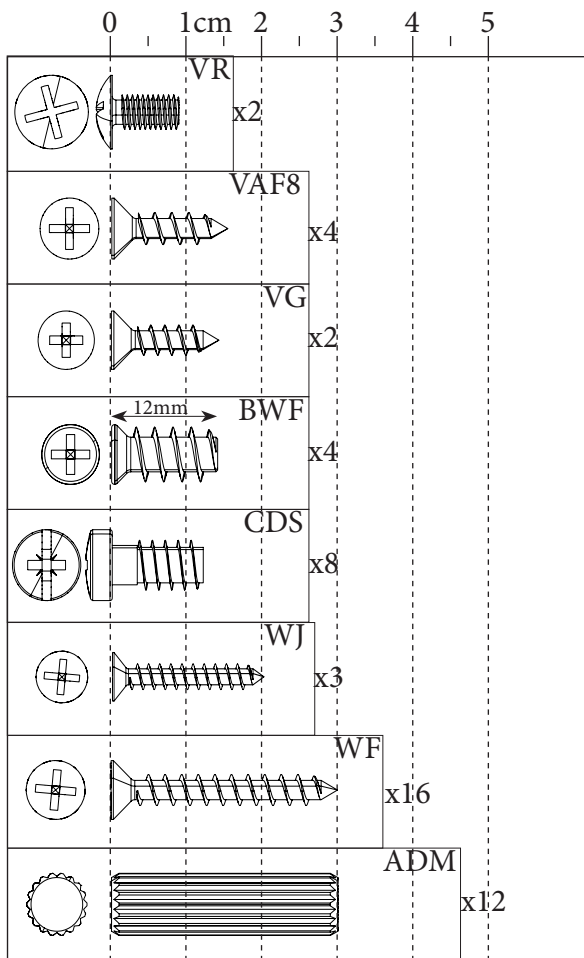 0 1cm 2 3 4 5
VR
x2
VAF8
x4
VG
x2
12mm BWF
x4
CDS
x8
WJ
x3
WF
x16
ADM
x12